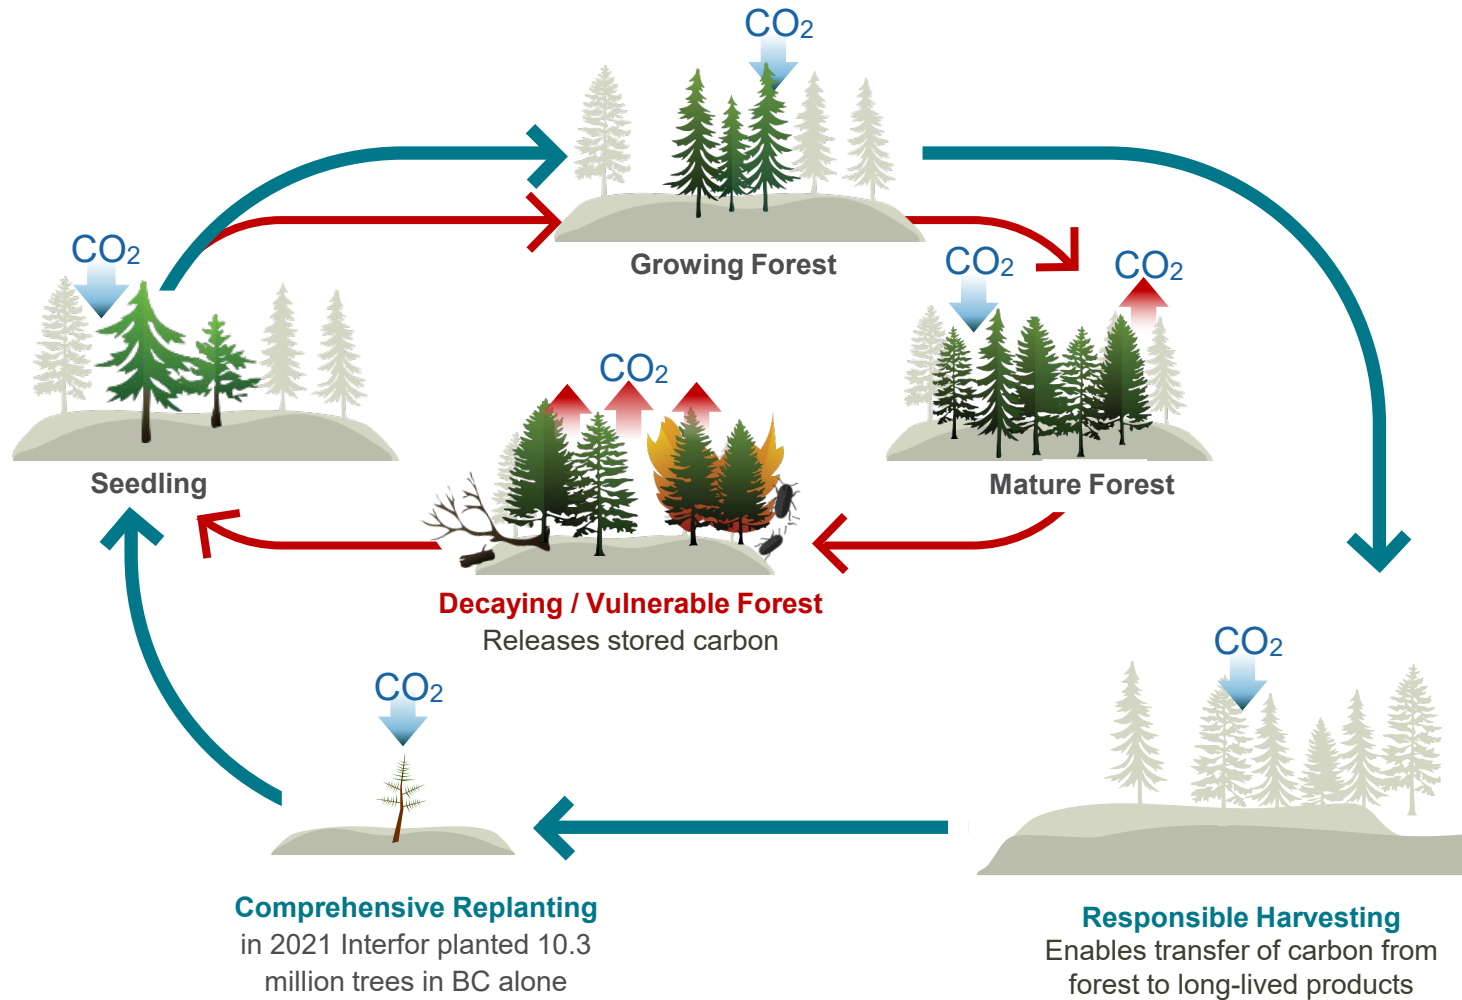 CO₂
Growing Forest
CO₂
Seedling
CO₂
CO₂
Mature Forest
CO₂
Decaying / Vulnerable Forest
Releases stored carbon
CO₂
Responsible Harvesting
Enables transfer of carbon from
forest to long-lived products
CO₂
Comprehensive Replanting
in 2021 Interfor planted 10.3
million trees in BC alone